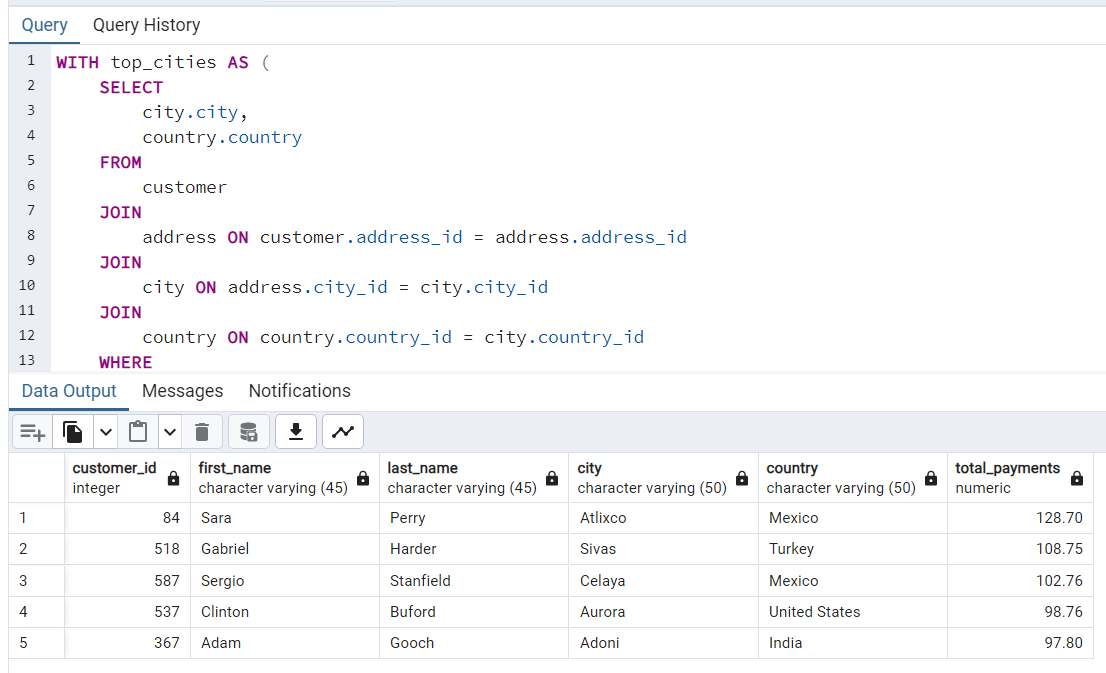 Query Query History
1 WITH top_cities AS (
2 SELECT
3 city.city,
4 country.country
5 FROM
6 customer
7 JOIN
8 address ON customer.address_id = address.address_id
9 JOIN
10 city ON address.city_id = city.city_id
11 JOIN
12 country ON country.country_id = city.country_id
13 WHERE
Data Output Messages Notifications
customer_id first_name last_name city country total_payments
integer character varying (45) character varying (45) character varying (50) character varying (50) numeric
1 84 Sara Perry Atlixco Mexico 128.70
2 518 Gabriel Harder Sivas Turkey 108.75
3 587 Sergio Stanfield Celaya Mexico 102.76
4 537 Clinton Buford Aurora United States 98.76
5 367 Adam Gooch Adoni India 97.80